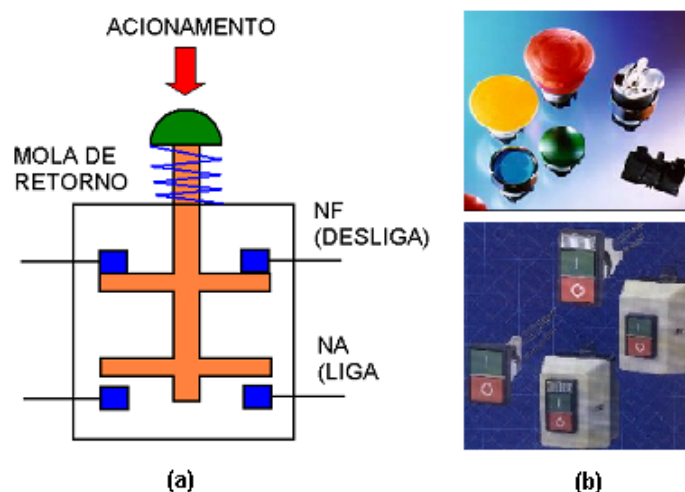 ACIONAMENTO
MOLA DE
RETORNO
NF
(DESLIGA)
NA
(LIGA
(a)
(b)